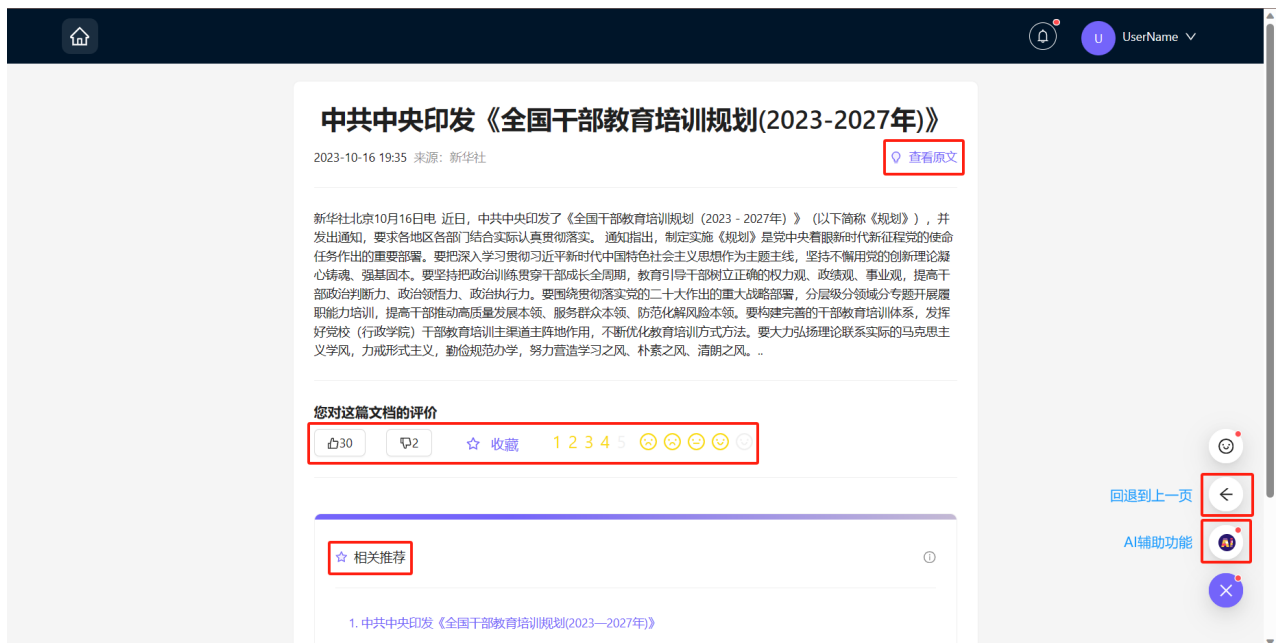 U UserName
中共中央印发《全国干部教育培训规划(2023-2027年)》
2023-10-16 19:35 来源：新华社 查看原文
新华社北京10月16日电 近日，中共中央印发了《全国干部教育培训规划（2023 - 2027年）》（以下简称《规划》），并
发出通知，要求各地区各部门结合实际认真贯彻落实。 通知指出，制定实施《规划》是党中央着眼新时代新征程党的使命
任务作出的重要部署。要把深入学习贯彻习近平新时代中国特色社会主义思想作为主题主线，坚持不懈用党的创新理论凝
心铸魂、强基固本。要坚持把政治训练贯穿干部成长全周期，教育引导干部树立正确的权力观、政绩观、事业观，提高干
部政治判断力、政治领悟力、政治执行力。要围绕贯彻落实党的二十大作出的重大战略部署，分层级分领域分专题开展履
职能力培训，提高干部推动高质量发展本领、服务群众本领、防范化解风险本领。要构建完善的干部教育培训体系，发挥
好党校（行政学院）干部教育培训主渠道主阵地作用，不断优化教育培训方式方法。要大力弘扬理论联系实际的马克思主
义学风，力戒形式主义，勤俭规范办学，努力营造学习之风、朴素之风、清朗之风。..
您对这篇文档的评价
30 2 收藏 1 2 3 4 5
回退到上一页
AI辅助功能
相关推荐
1. 中共中央印发《全国干部教育培训规划(2023—2027年)》